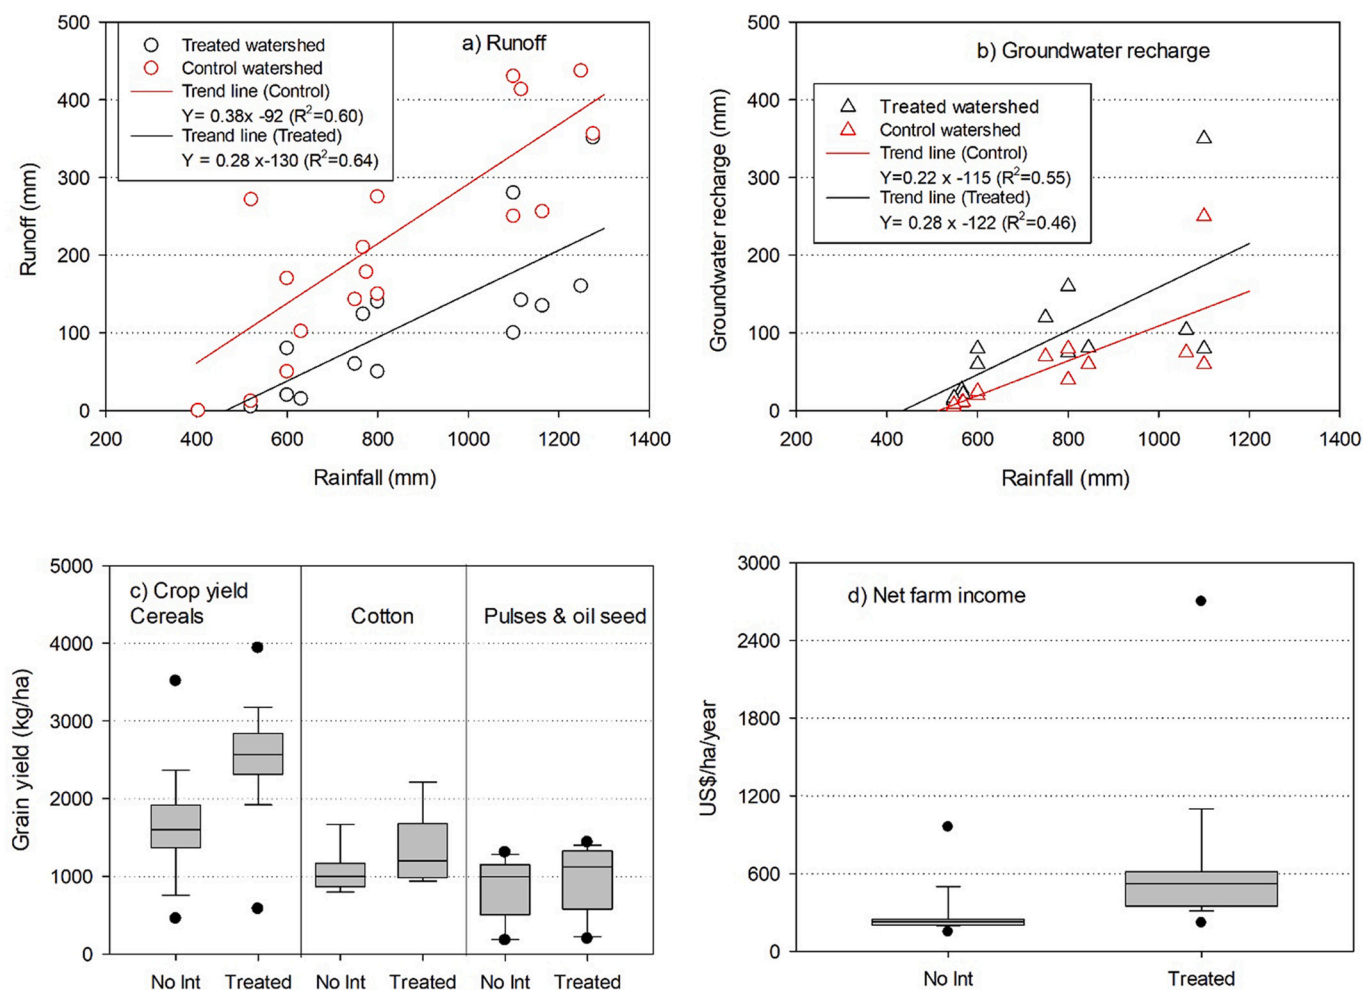 a) Runoff
Treated watershed
Control watershed
Trend line (Control)
Y= 0.38x -92 (R²=0.60)
Treand line (Treated)
Y = 0.28 x-130 (R²=0.64)
500
400
300
200
100
0
Runoff (mm)
200 400 600 800 1000 1200 1400
Rainfall (mm)
b) Groundwater recharge
Treated watershed
Control watershed
Trend line (Control)
Y=0.22 x -115 (R²=0.55)
Trend line (Treated)
Y= 0.28 x -122 (R²=0.46)
500
400
300
200
100
0
Groundwater recharge (mm)
200 400 600 800 1000 1200 1400
Rainfall (mm)
c) Crop yield
Cereals Cotton Pulses & oil seed
5000
4000
3000
2000
1000
0
Grain yield (kg/ha)
No Int Treated No Int Treated No Int Treated
d) Net farm income
3000
2400
1800
1200
600
0
US$/ha/year
No Int Treated